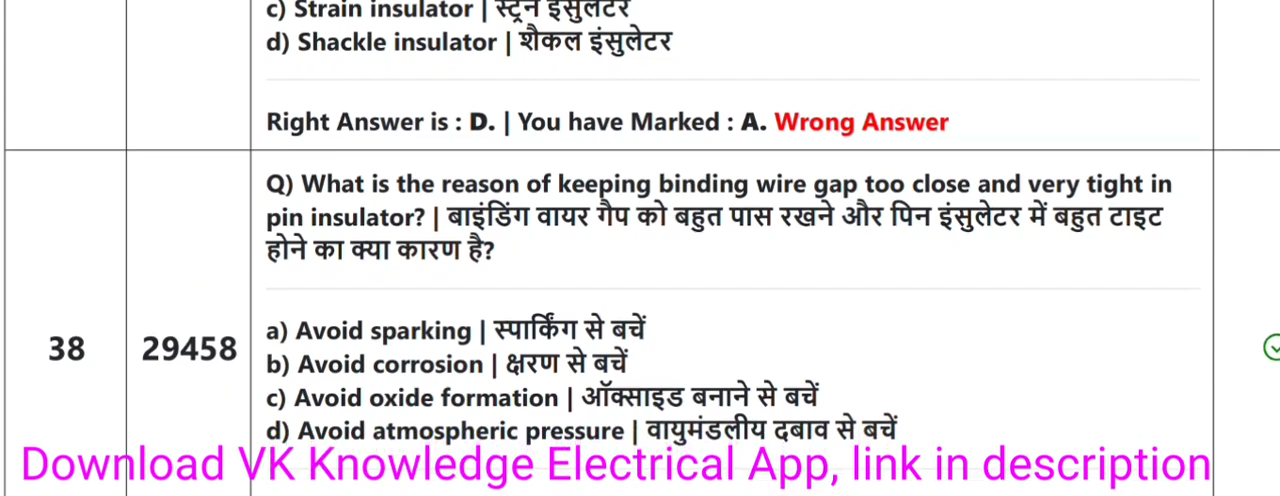 c) Strain insulator | स्ट्रेन इंसुलेटर
d) Shackle insulator | शैकल इंसुलेटर
Right Answer is : D. | You have Marked : A. Wrong Answer
Q) What is the reason of keeping binding wire gap too close and very tight in
pin insulator? | बाइंडिंग वायर गैप को बहुत पास रखने और पिन इंसुलेटर में बहुत टाइट
होने का क्या कारण है?
38
29458
a) Avoid sparking | स्पार्किंग से बचें
b) Avoid corrosion | क्षरण से बचें
c) Avoid oxide formation | ऑक्साइड बनाने से बचें
d) Avoid atmospheric pressure | वायुमंडलीय दबाव से बचें
Download VK Knowledge Electrical App, link in description